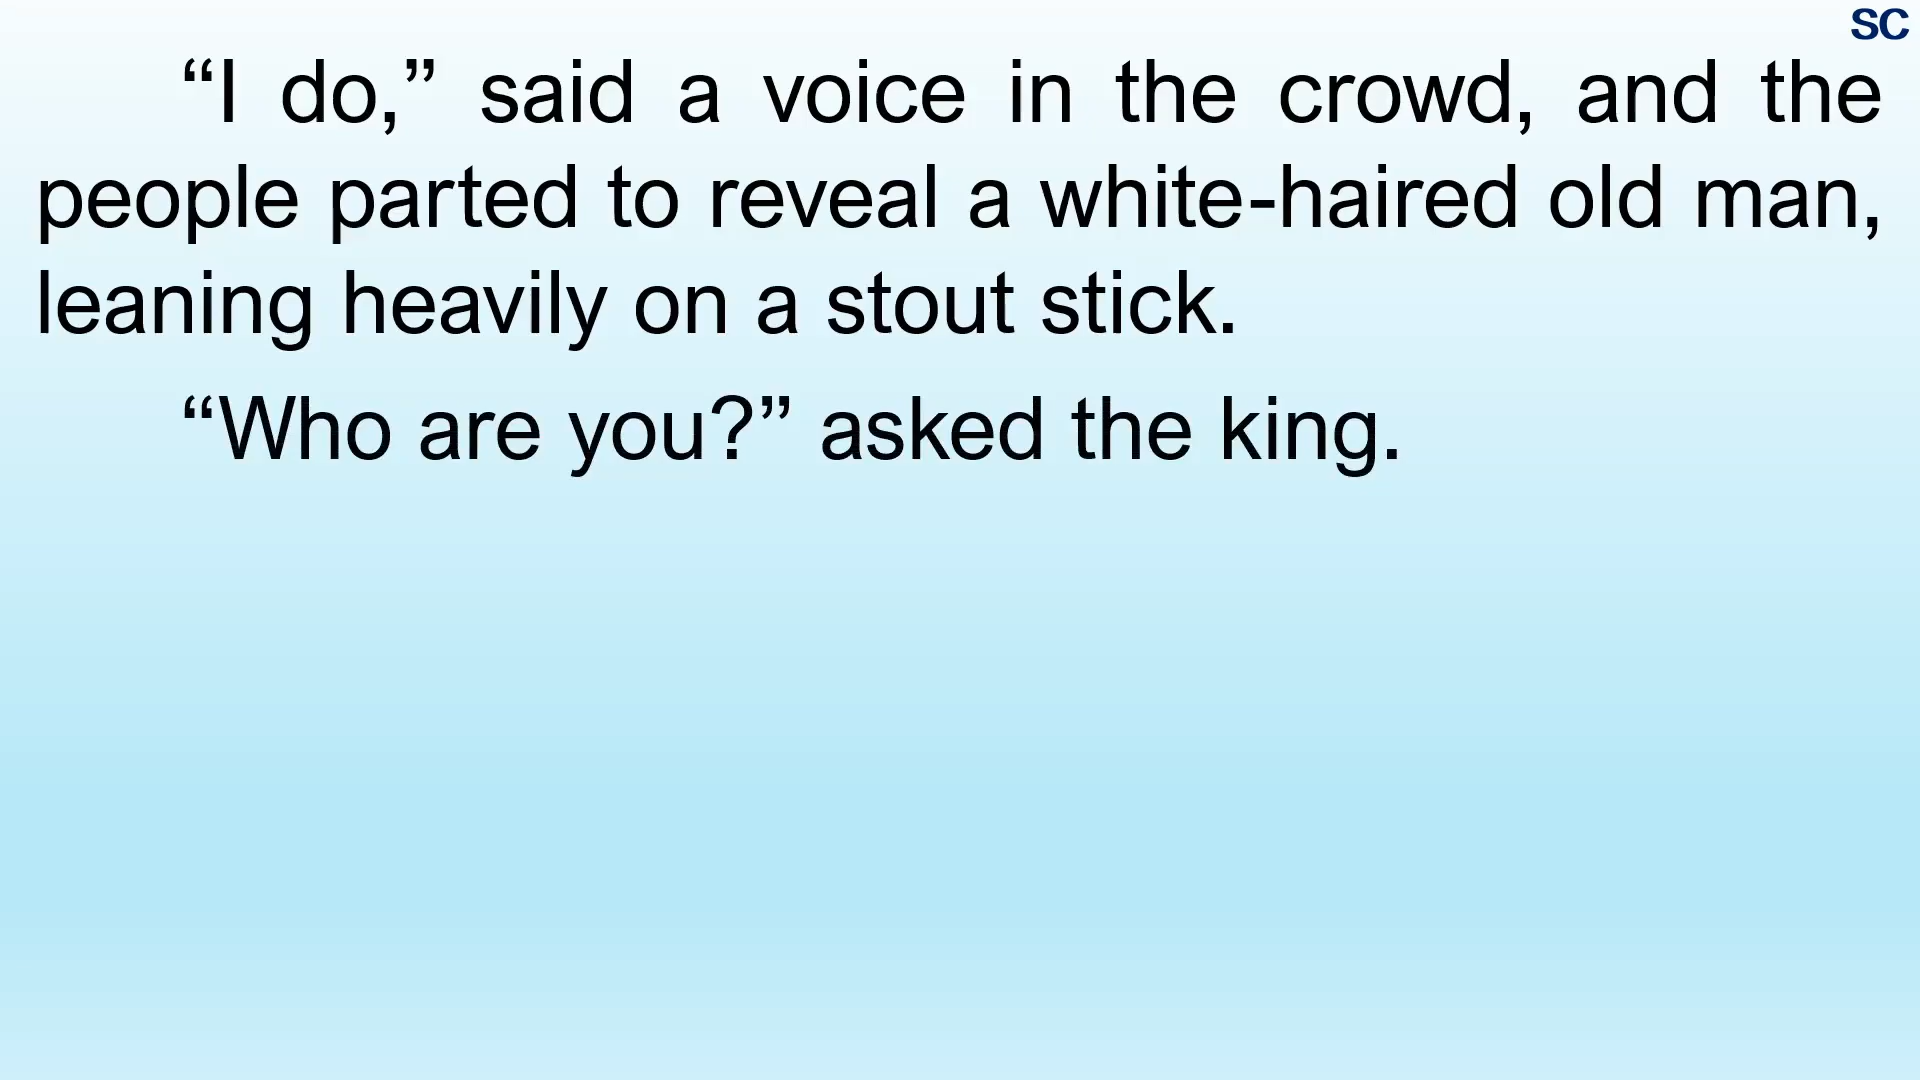 SC
“I do,” said a voice in the crowd, and the
people parted to reveal a white-haired old man,
leaning heavily on a stout stick.
“Who are you?” asked the king.